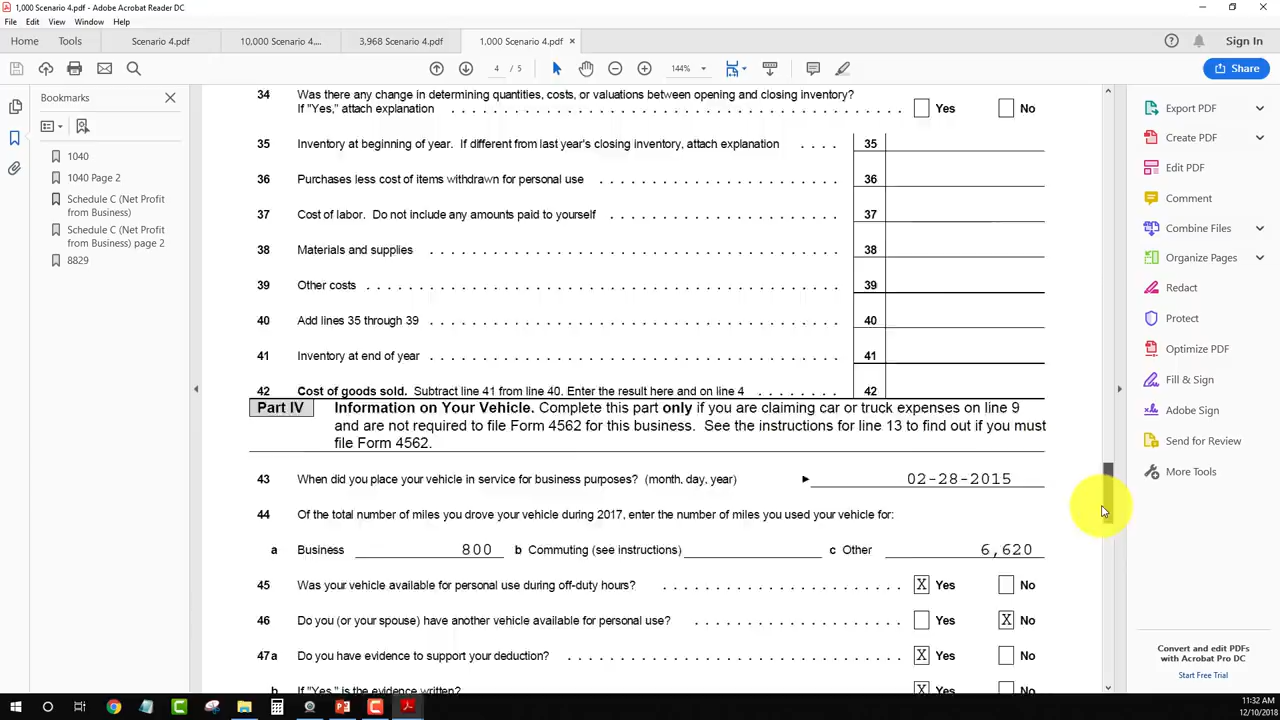 1,000 Scenario 4.pdf - Adobe Acrobat Reader DC
File Edit View Window Help
Home Tools Scenario 4.pdf 10,000 Scenario 4.... 3,968 Scenario 4.pdf 1,000 Scenario 4.pdf × Sign In
4 / 5 144% Share
Bookmarks
1040
1040 Page 2
Schedule C (Net Profit
from Business)
Schedule C (Net Profit
from Business) page 2
8829
34 Was there any change in determining quantities, costs, or valuations between opening and closing inventory?
If "Yes," attach explanation Yes No
35 Inventory at beginning of year. If different from last year's closing inventory, attach explanation 35
36 Purchases less cost of items withdrawn for personal use 36
37 Cost of labor. Do not include any amounts paid to yourself 37
38 Materials and supplies 38
39 Other costs 39
40 Add lines 35 through 39 40
41 Inventory at end of year 41
42 Cost of goods sold. Subtract line 41 from line 40. Enter the result here and on line 4 42
Part IV Information on Your Vehicle. Complete this part only if you are claiming car or truck expenses on line 9
and are not required to file Form 4562 for this business. See the instructions for line 13 to find out if you must
file Form 4562.
43 When did you place your vehicle in service for business purposes? (month, day, year) 02-28-2015
44 Of the total number of miles you drove your vehicle during 2017, enter the number of miles you used your vehicle for:
a Business 800 b Commuting (see instructions) c Other 6,620
45 Was your vehicle available for personal use during off-duty hours? X Yes No
46 Do you (or your spouse) have another vehicle available for personal use? Yes X No
47a Do you have evidence to support your deduction? X Yes No
b If "Yes," is the evidence written? X Yes No
Export PDF
Create PDF
Edit PDF
Comment
Combine Files
Organize Pages
Redact
Protect
Optimize PDF
Fill & Sign
Adobe Sign
Send for Review
More Tools
Convert and edit PDFs
with Acrobat Pro DC
Start Free Trial
11:32 AM
12/10/2018